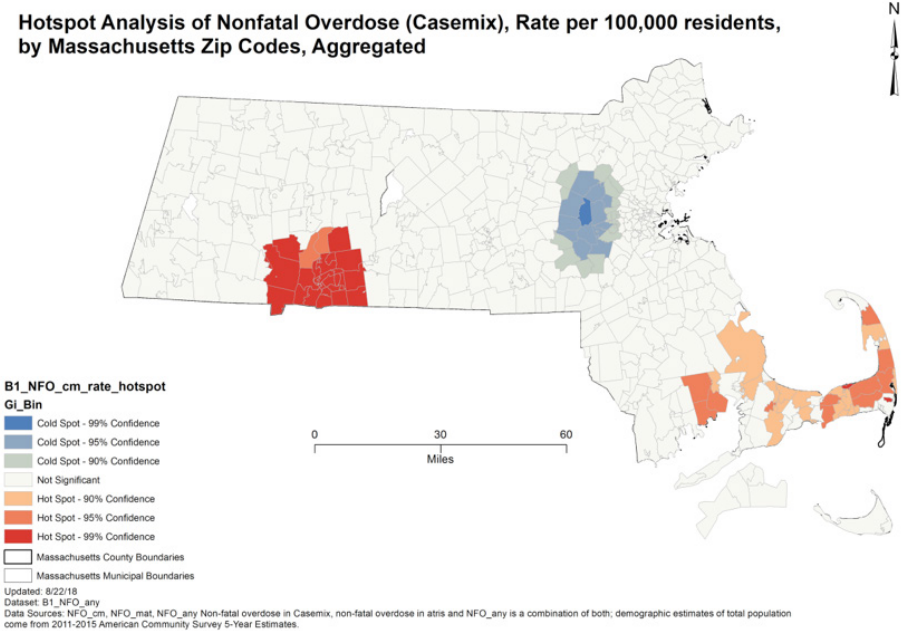 Hotspot Analysis of Nonfatal Overdose (Casemix), Rate per 100,000 residents,
by Massachusetts Zip Codes, Aggregated
N
B1_NFO_cm_rate_hotspot
Gi_Bin
Cold Spot - 99% Confidence
Cold Spot - 95% Confidence
Cold Spot - 90% Confidence
Not Significant
Hot Spot - 90% Confidence
Hot Spot - 95% Confidence
Hot Spot - 99% Confidence
Massachusetts County Boundaries
Massachusetts Municipal Boundaries
0 30 60
Miles
Updated: 8/22/18
Dataset: B1_NFO_any
Data Sources: NFO_cm, NFO_mat, NFO_any Non-fatal overdose in Casemix, non-fatal overdose in atris and NFO_any is a combination of both; demographic estimates of total population
come from 2011-2015 American Community Survey 5-Year Estimates.